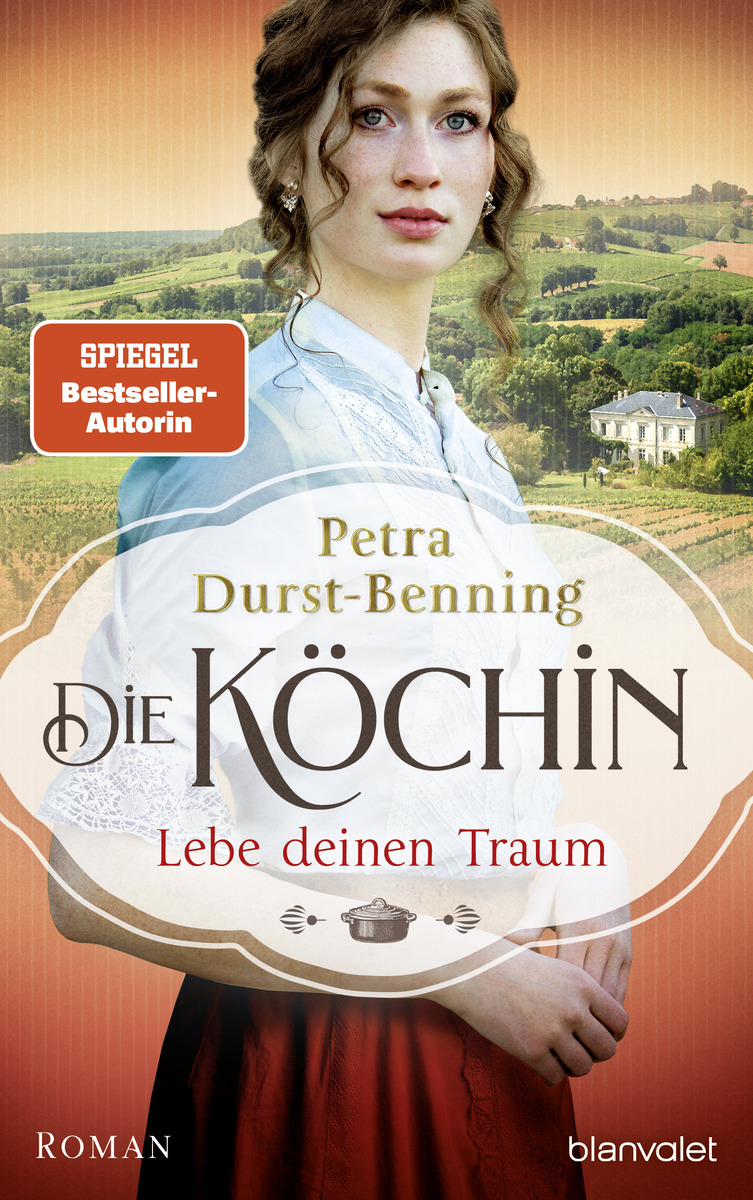 SPIEGEL
Bestseller-
Autorin
Petra
Durst-Benning
DIE KÖCHIN
Lebe deinen Traum
ROMAN
blanvalet